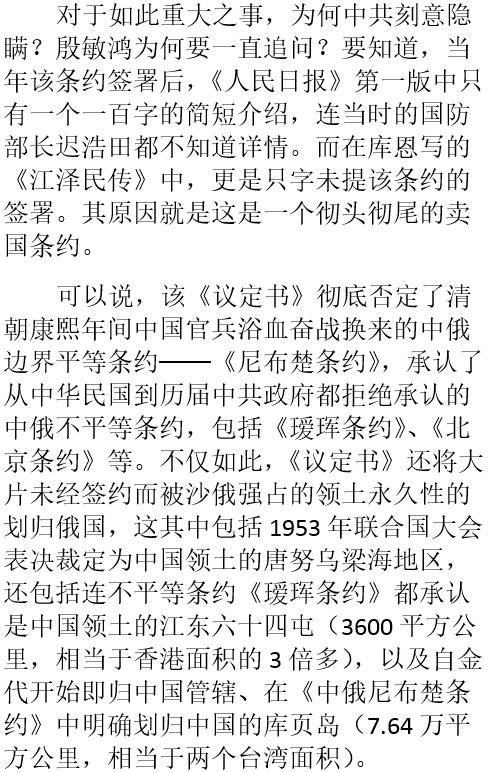 对于如此重大之事，为何中共刻意隐
瞒？殷敏鸿为何要一直追问？要知道，当
年该条约签署后，《人民日报》第一版中只
有一个一百字的简短介绍，连当时的国防
部长迟浩田都不知道详情。而在库恩写的
《江泽民传》中，更是只字未提该条约的
签署。其原因就是这是一个彻头彻尾的卖
国条约。
可以说，该《议定书》彻底否定了清
朝康熙年间中国官兵浴血奋战换来的中俄
边界平等条约——《尼布楚条约》，承认了
从中华民国到历届中共政府都拒绝承认的
中俄不平等条约，包括《瑷珲条约》、《北
京条约》等。不仅如此，《议定书》还将大
片未经签约而被沙俄强占的领土永久性的
划归俄国，这其中包括 1953 年联合国大会
表决裁定为中国领土的唐努乌梁海地区，
还包括连不平等条约《瑷珲条约》都承认
是中国领土的江东六十四屯（3600 平方公
里，相当于香港面积的 3 倍多），以及自金
代开始即归中国管辖、在《中俄尼布楚条
约》中明确划归中国的库页岛（7.64 万平
方公里，相当于两个台湾面积）。